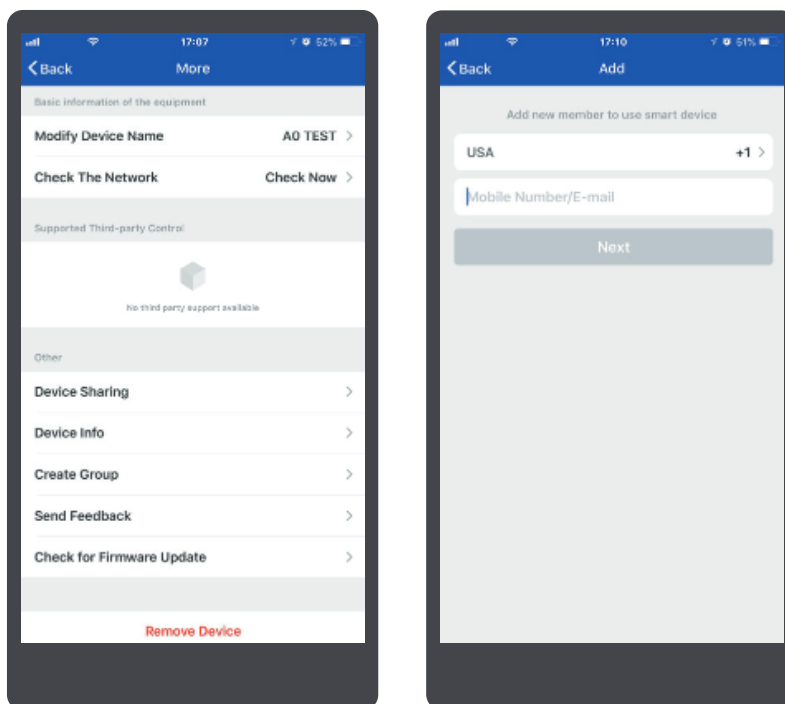 17:07
52%
Back
More
Basic information of the equipment
Modify Device Name
A0 TEST
Check The Network
Check Now
Supported Third-party Control
No third party support available
Other
Device Sharing
Device Info
Create Group
Send Feedback
Check for Firmware Update
Remove Device
17:10
51%
Back
Add
Add new member to use smart device
USA
+1
Mobile Number/E-mail
Next